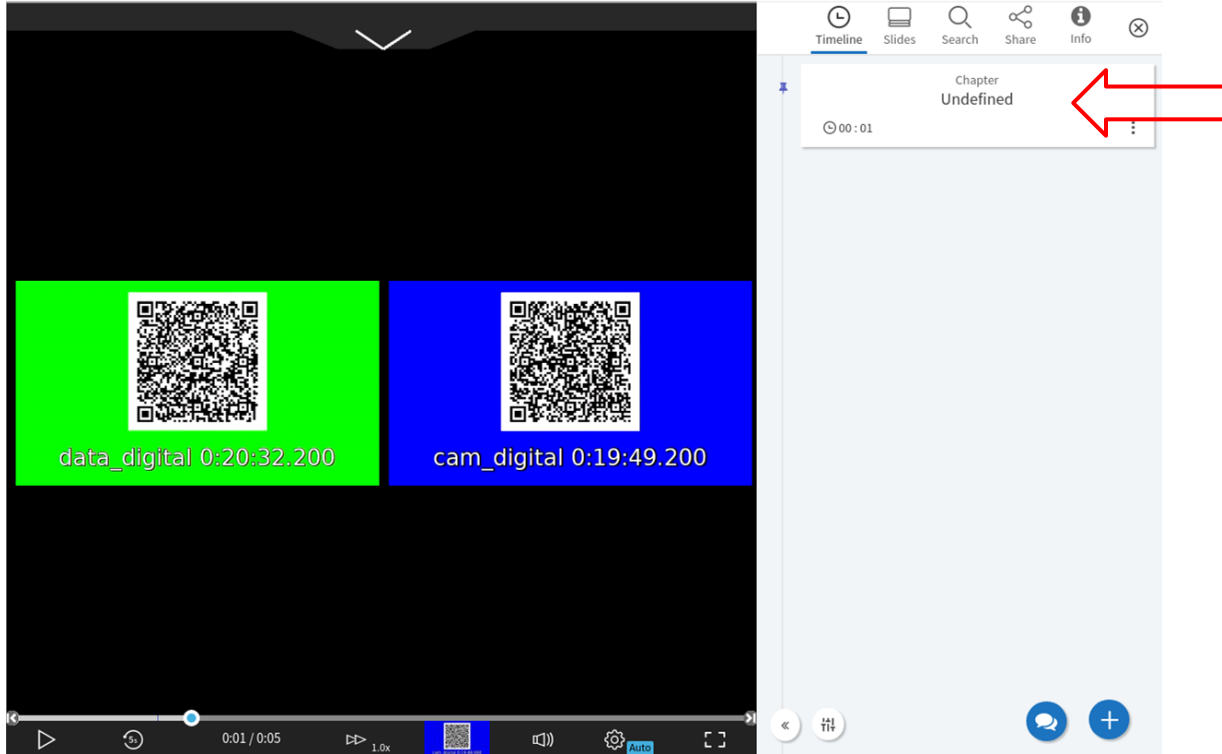 Timeline
Slides
Search
Share
Info
Chapter
Undefined
00 : 01
data_digital 0:20:32.200
cam_digital 0:19:49.200
5s
0:01 / 0:05
1.0x
Auto